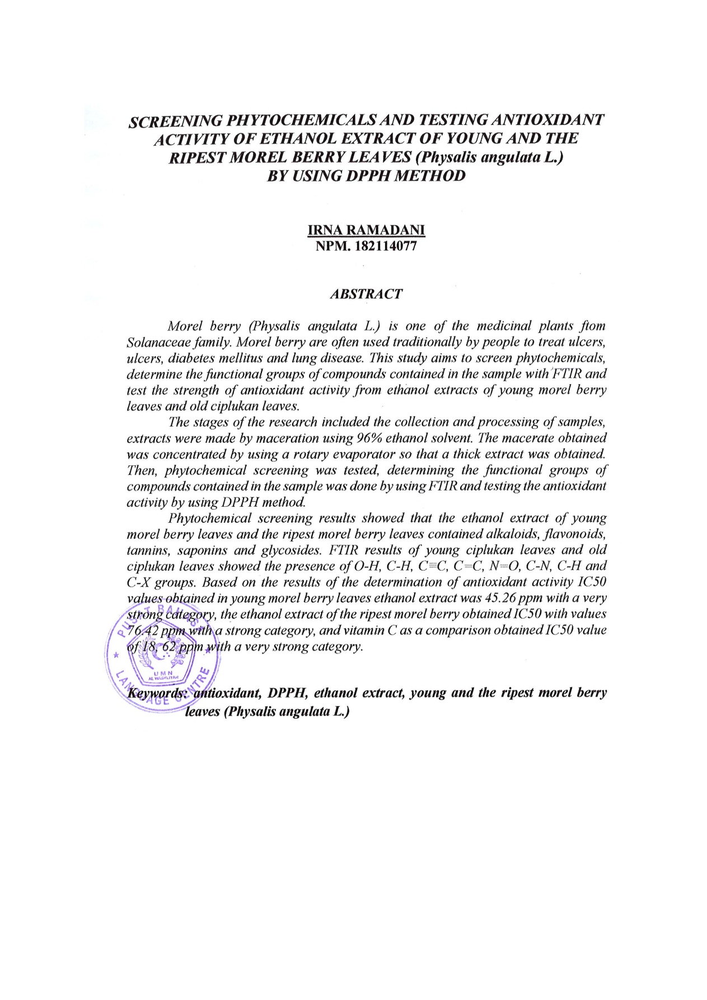 SCREENING PHYTOCHEMICALS AND TESTING ANTIOXIDANT
ACTIVITY OF ETHANOL EXTRACT OF YOUNG AND THE
RIPEST MOREL BERRY LEAVES (Physalis angulata L.)
BY USING DPPH METHOD
IRNA RAMADANI
NPM. 182114077
ABSTRACT
Morel berry (Physalis angulata L.) is one of the medicinal plants ftom
Solanaceae family. Morel berry are often used traditionally by people to treat ulcers,
ulcers, diabetes mellitus and lung disease. This study aims to screen phytochemicals,
determine the functional groups of compounds contained in the sample with FTIR and
test the strength of antioxidant activity from ethanol extracts of young morel berry
leaves and old ciplukan leaves.
The stages of the research included the collection and processing of samples,
extracts were made by maceration using 96% ethanol solvent. The macerate obtained
was concentrated by using a rotary evaporator so that a thick extract was obtained.
Then, phytochemical screening was tested, determining the functional groups of
compounds contained in the sample was done by using FTIR and testing the antioxidant
activity by using DPPH method.
Phytochemical screening results showed that the ethanol extract of young
morel berry leaves and the ripest morel berry leaves contained alkaloids, flavonoids,
tannins, saponins and glycosides. FTIR results of young ciplukan leaves and old
ciplukan leaves showed the presence of O-H, C-H, C≡C, C=C, N=O, C-N, C-H and
C-X groups. Based on the results of the determination of antioxidant activity IC50
values obtained in young morel berry leaves ethanol extract was 45.26 ppm with a very
strong category, the ethanol extract of the ripest morel berry obtained IC50 with values
76.42 ppm with a strong category, and vitamin C as a comparison obtained IC50 value
of 18, 62 ppm with a very strong category.
Keywords: antioxidant, DPPH, ethanol extract, young and the ripest morel berry
leaves (Physalis angulata L.)
PUSAT BAHASA
UMN
AL WASHLIYAH
LANGUAGE CENTRE